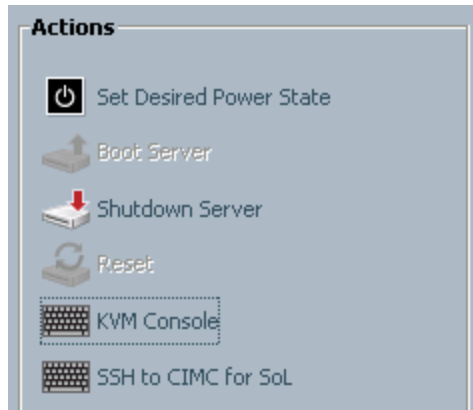 Actions
Set Desired Power State
Boot Server
Shutdown Server
Reset
KVM Console
SSH to CIMC for SoL